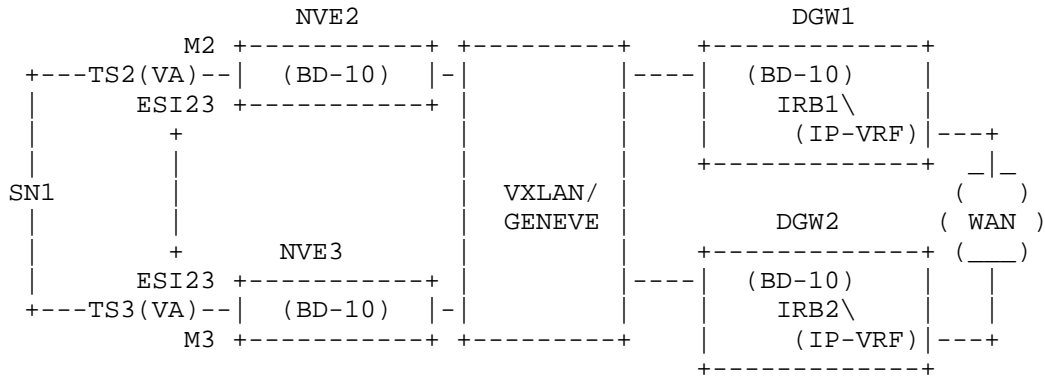 NVE2 DGW1
M2
TS2(VA) (BD-10) (BD-10)
ESI23 IRB1\
(IP-VRF)
SN1 VXLAN/
GENEVE DGW2 ( WAN )
NVE3
ESI23 (BD-10)
TS3(VA) (BD-10) IRB2\
M3 (IP-VRF)